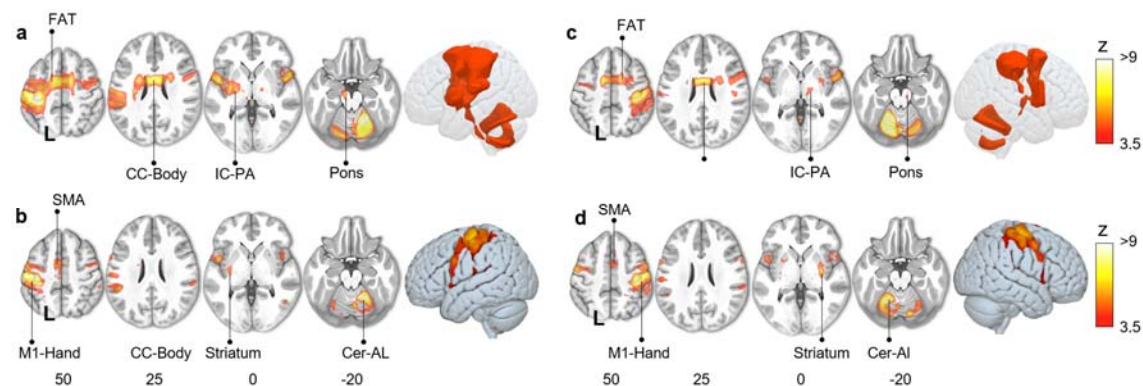 FAT
a
L
CC-Body
IC-PA
Pons
FAT
c
L
IC-PA
Pons
Z
>9
3.5
SMA
b
L
M1-Hand
CC-Body
Striatum
Cer-AL
50
25
0
-20
SMA
d
L
M1-Hand
Striatum
Cer-Al
50
25
0
-20
Z
>9
3.5